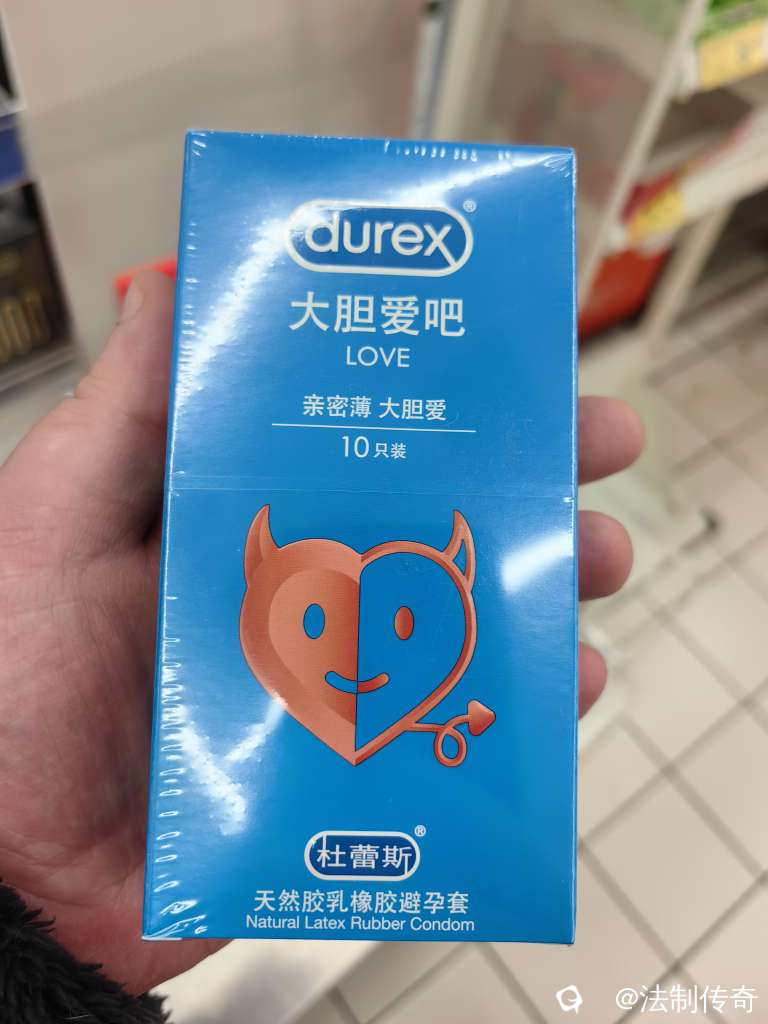 durex®
大胆爱吧
LOVE
亲密薄 大胆爱
10只装
杜蕾斯®
天然胶乳橡胶避孕套
Natural Latex Rubber Condom
@法制传奇